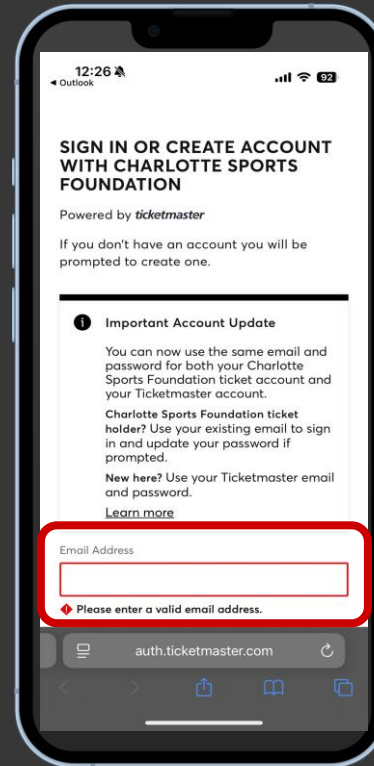 12:26
◄ Outlook
92
SIGN IN OR CREATE ACCOUNT
WITH CHARLOTTE SPORTS
FOUNDATION
Powered by ticketmaster
If you don't have an account you will be
prompted to create one.
Important Account Update
You can now use the same email and
password for both your Charlotte
Sports Foundation ticket account and
your Ticketmaster account.
Charlotte Sports Foundation ticket
holder? Use your existing email to sign
in and update your password if
prompted.
New here? Use your Ticketmaster email
and password.
Learn more
Email Address
Please enter a valid email address.
auth.ticketmaster.com